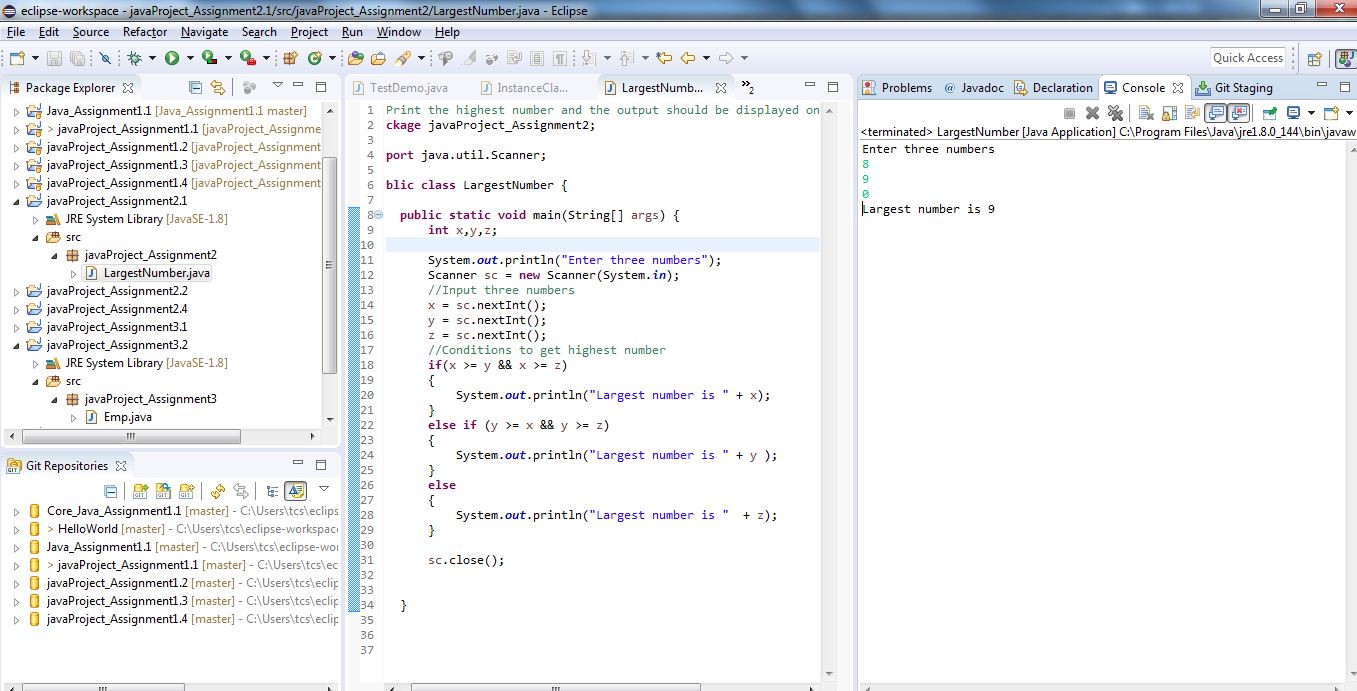 eclipse-workspace - javaProject_Assignment2.1/src/javaProject_Assignment2/LargestNumber.java - Eclipse
File Edit Source Refactor Navigate Search Project Run Window Help
Quick Access
Package Explorer
Java_Assignment1.1 [Java_Assignment1.1 master]
> javaProject_Assignment1.1 [javaProject_Assignme
javaProject_Assignment1.2 [javaProject_Assignment
javaProject_Assignment1.3 [javaProject_Assignment
javaProject_Assignment1.4 [javaProject_Assignment
javaProject_Assignment2.1
JRE System Library [JavaSE-1.8]
src
javaProject_Assignment2
LargestNumber.java
javaProject_Assignment2.2
javaProject_Assignment2.4
javaProject_Assignment3.1
javaProject_Assignment3.2
JRE System Library [JavaSE-1.8]
src
javaProject_Assignment3
Emp.java
Git Repositories
Core_Java_Assignment1.1 [master] - C:\Users\tcs\eclips
> HelloWorld [master] - C:\Users\tcs\eclipse-workspace
Java_Assignment1.1 [master] - C:\Users\tcs\eclipse-wor
> javaProject_Assignment1.1 [master] - C:\Users\tcs\ec
javaProject_Assignment1.2 [master] - C:\Users\tcs\eclip
javaProject_Assignment1.3 [master] - C:\Users\tcs\eclip
javaProject_Assignment1.4 [master] - C:\Users\tcs\eclip
TestDemo.java InstanceCla... LargestNumb... »2
1 Print the highest number and the output should be displayed on
2 ckage javaProject_Assignment2;
3
4 port java.util.Scanner;
5
6 blic class LargestNumber {
7
8 public static void main(String[] args) {
9 int x,y,z;
10
11 System.out.println("Enter three numbers");
12 Scanner sc = new Scanner(System.in);
13 //Input three numbers
14 x = sc.nextInt();
15 y = sc.nextInt();
16 z = sc.nextInt();
17 //Conditions to get highest number
18 if(x >= y && x >= z)
19 {
20 System.out.println("Largest number is " + x);
21 }
22 else if (y >= x && y >= z)
23 {
24 System.out.println("Largest number is " + y );
25 }
26 else
27 {
28 System.out.println("Largest number is "  + z);
29 }
30
31 sc.close();
32
33
34 }
35
36
37
Problems @ Javadoc Declaration Console Git Staging
<terminated> LargestNumber [Java Application] C:\Program Files\Java\jre1.8.0_144\bin\javaw
Enter three numbers
8
9
0
Largest number is 9